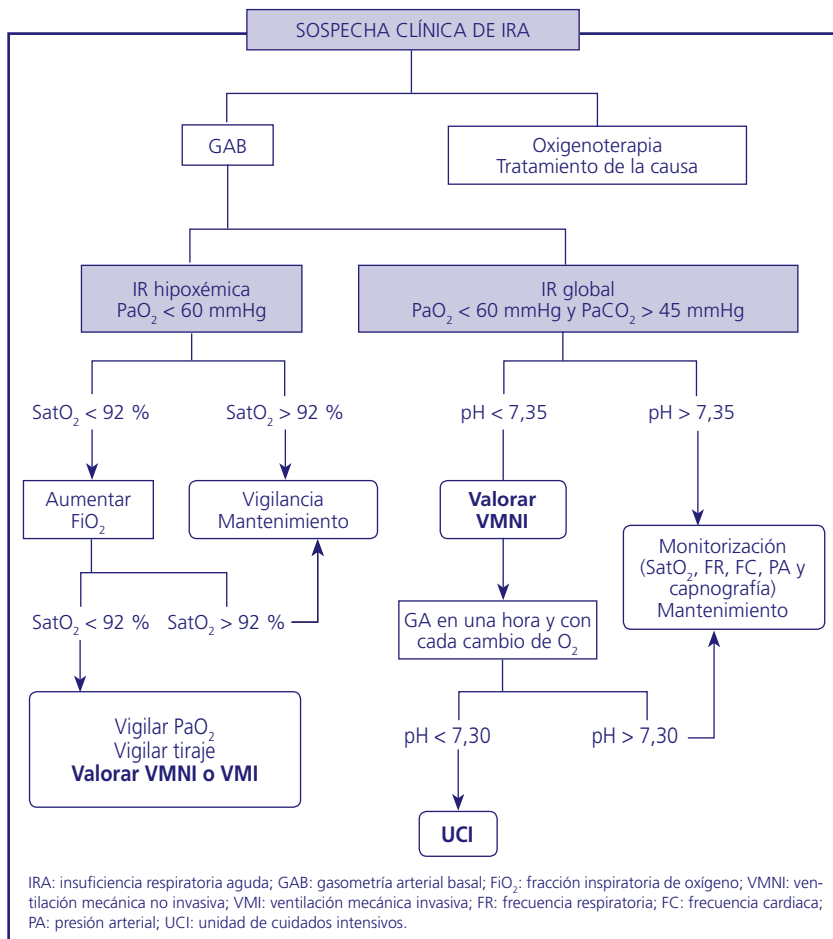 SOSPECHA CLÍNICA DE IRA
GAB
Oxigenoterapia
Tratamiento de la causa
IR hipoxémica
PaO₂ < 60 mmHg
IR global
PaO₂ < 60 mmHg y PaCO₂ > 45 mmHg
SatO₂ < 92 %
SatO₂ > 92 %
pH < 7,35
pH > 7,35
Aumentar
FiO₂
Vigilancia
Mantenimiento
Valorar
VMNI
Monitorización
(SatO₂, FR, FC, PA y
capnografía)
Mantenimiento
SatO₂ < 92 %
SatO₂ > 92 %
GA en una hora y con
cada cambio de O₂
Vigilar PaO₂
Vigilar tiraje
Valorar VMNI o VMI
pH < 7,30
pH > 7,30
UCI
IRA: insuficiencia respiratoria aguda; GAB: gasometría arterial basal; FiO₂: fracción inspiratoria de oxígeno; VMNI: ven-
tilación mecánica no invasiva; VMI: ventilación mecánica invasiva; FR: frecuencia respiratoria; FC: frecuencia cardiaca;
PA: presión arterial; UCI: unidad de cuidados intensivos.